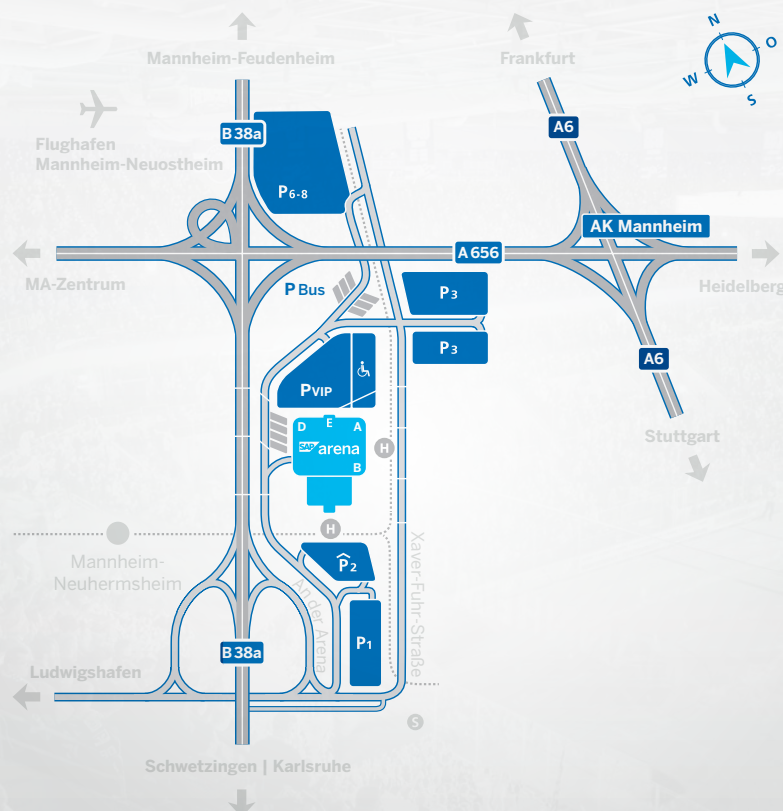 N
O
W
S
Mannheim-Feudenheim
Frankfurt
B 38a
A6
Flughafen
Mannheim-Neuostheim
P6-8
AK Mannheim
A 656
MA-Zentrum
P Bus
P3
Heidelberg
P3
A6
PVIP
D
E
A
SAP arena
H
B
Stuttgart
H
Mannheim-
Neuhermsheim
P2
An der Arena
Xaver-Fuhr-Straße
P1
B 38a
Ludwigshafen
S
Schwetzingen | Karlsruhe